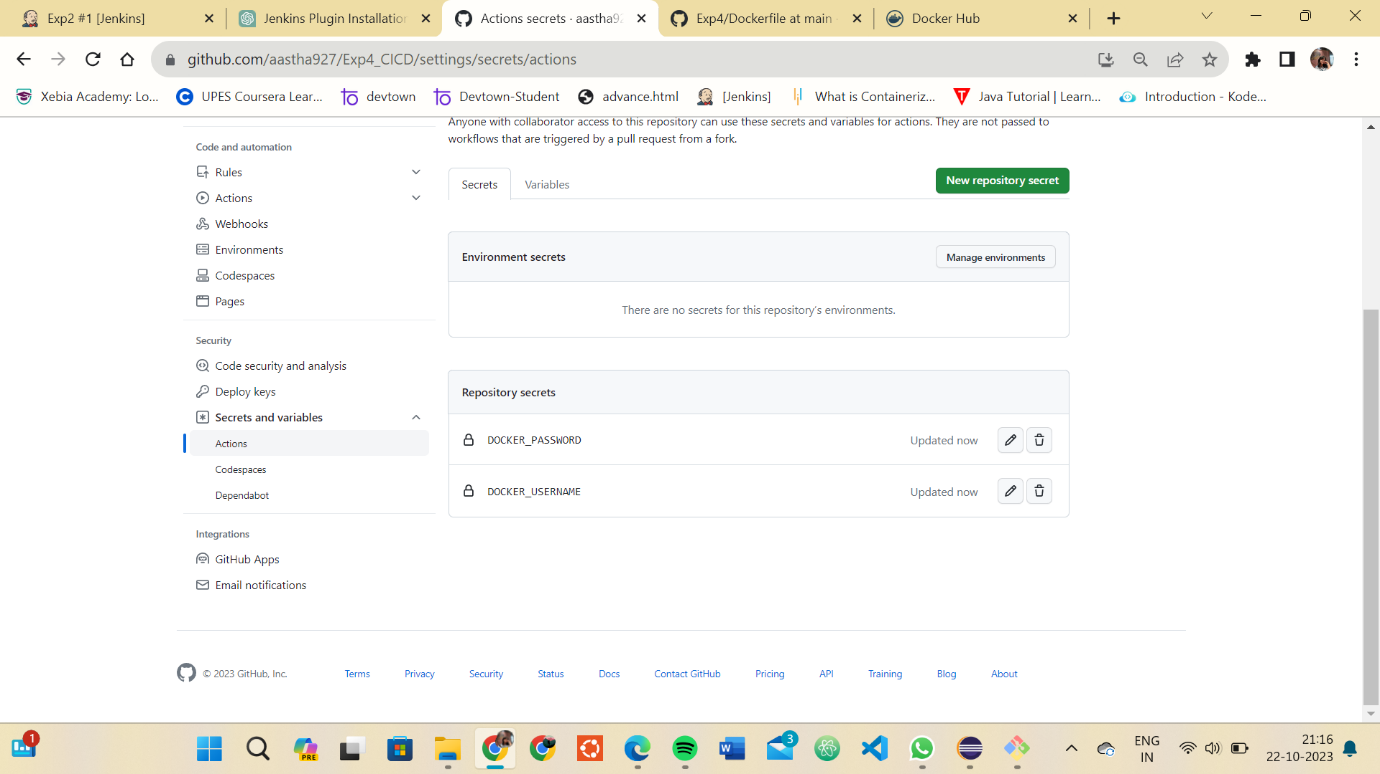 Exp2 #1 [Jenkins]
Jenkins Plugin Installation
Actions secrets · aastha92
Exp4/Dockerfile at main
Docker Hub
github.com/aastha927/Exp4_CICD/settings/secrets/actions
Xebia Academy: Lo...
UPES Coursera Lear...
devtown
Devtown-Student
advance.html
[Jenkins]
What is Containeriz...
Java Tutorial | Learn...
Introduction - Kode...
Anyone with collaborator access to this repository can use these secrets and variables for actions. They are not passed to
workflows that are triggered by a pull request from a fork.
Code and automation
Rules
Actions
Webhooks
Environments
Codespaces
Pages
Security
Code security and analysis
Deploy keys
Secrets and variables
Actions
Codespaces
Dependabot
Integrations
GitHub Apps
Email notifications
Secrets
Variables
New repository secret
Environment secrets
Manage environments
There are no secrets for this repository's environments.
Repository secrets
DOCKER_PASSWORD
Updated now
DOCKER_USERNAME
Updated now
© 2023 GitHub, Inc.
Terms
Privacy
Security
Status
Docs
Contact GitHub
Pricing
API
Training
Blog
About
1
PRE
3
ENG
IN
21:16
22-10-2023